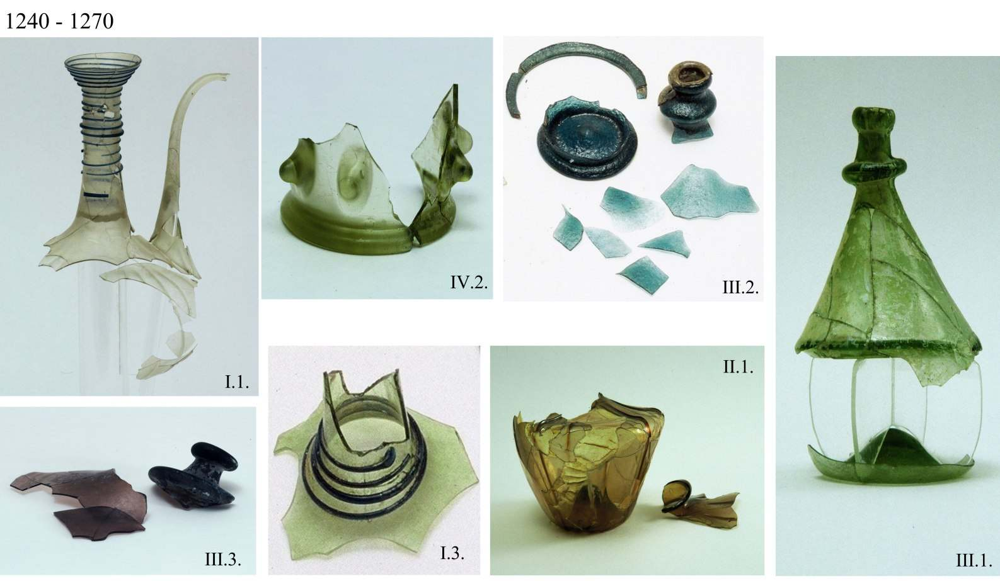 1240 - 1270
I.1.
IV.2.
III.2.
III.1.
III.3.
I.3.
II.1.